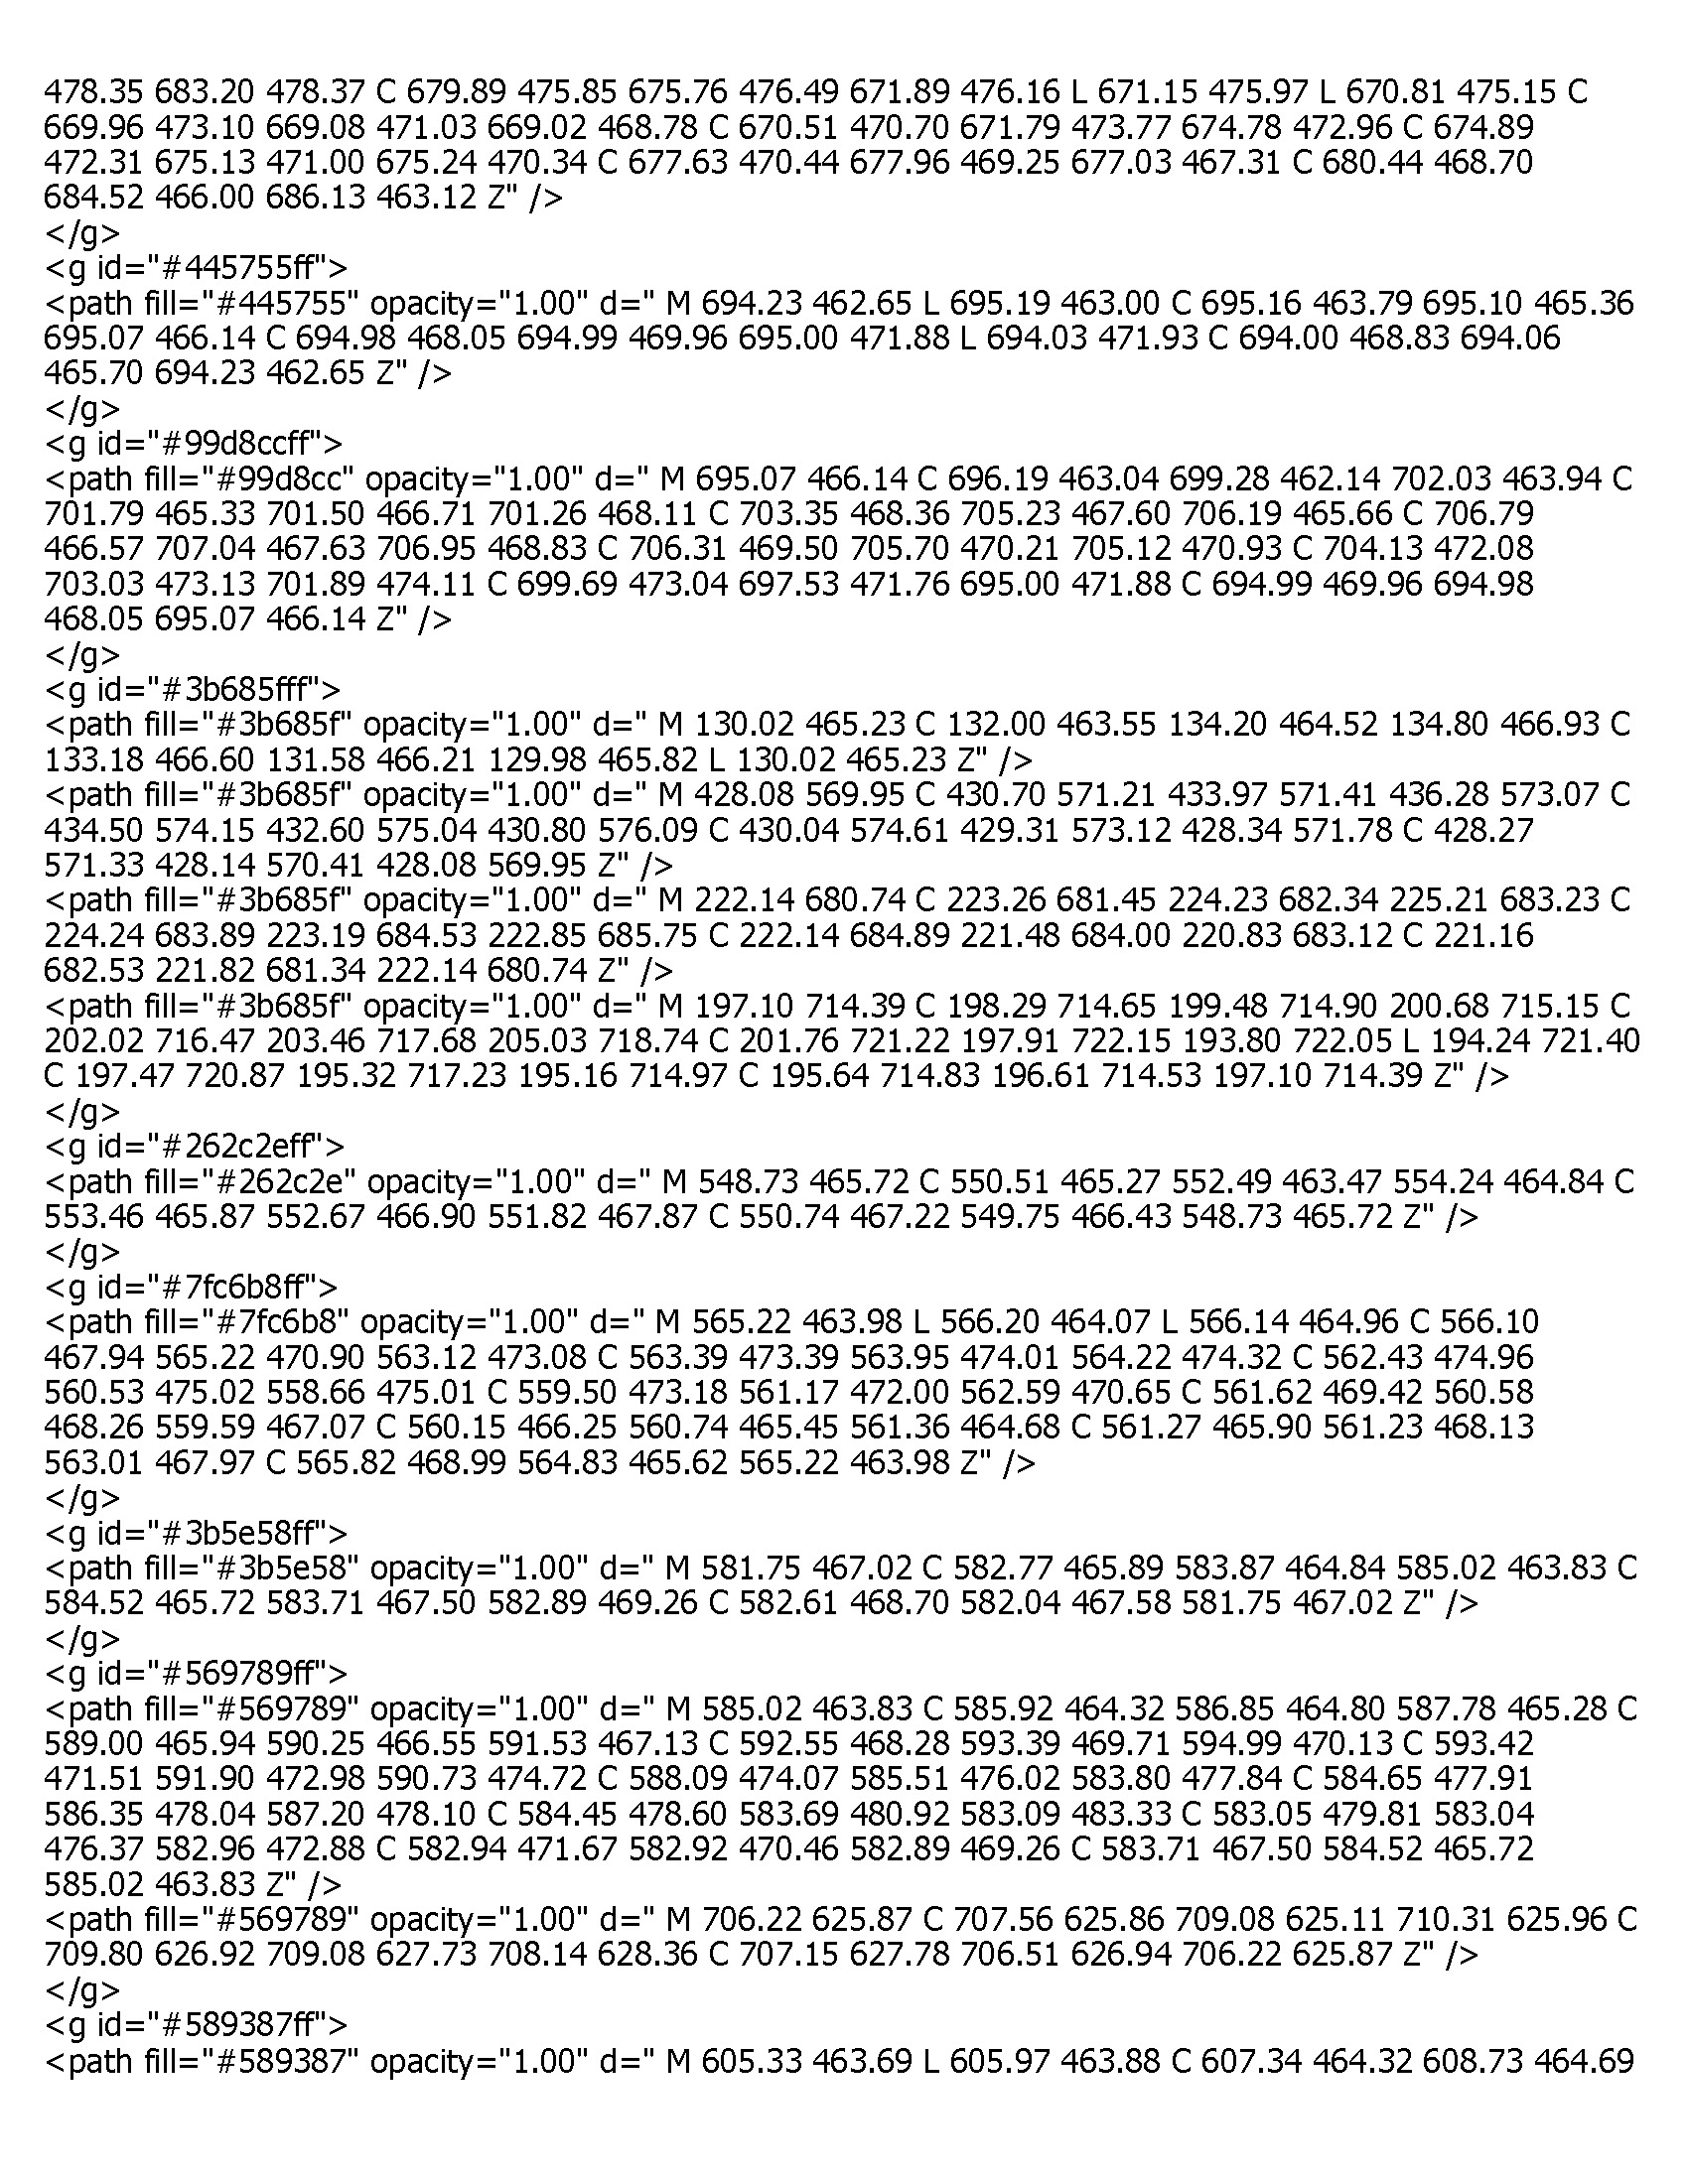 478.35 683.20 478.37 C 679.89 475.85 675.76 476.49 671.89 476.16 L 671.15 475.97 L 670.81 475.15 C
669.96 473.10 669.08 471.03 669.02 468.78 C 670.51 470.70 671.79 473.77 674.78 472.96 C 674.89
472.31 675.13 471.00 675.24 470.34 C 677.63 470.44 677.96 469.25 677.03 467.31 C 680.44 468.70
684.52 466.00 686.13 463.12 Z" />
</g>
<g id="#445755ff">
<path fill="#445755" opacity="1.00" d=" M 694.23 462.65 L 695.19 463.00 C 695.16 463.79 695.10 465.36
695.07 466.14 C 694.98 468.05 694.99 469.96 695.00 471.88 L 694.03 471.93 C 694.00 468.83 694.06
465.70 694.23 462.65 Z" />
</g>
<g id="#99d8ccff">
<path fill="#99d8cc" opacity="1.00" d=" M 695.07 466.14 C 696.19 463.04 699.28 462.14 702.03 463.94 C
701.79 465.33 701.50 466.71 701.26 468.11 C 703.35 468.36 705.23 467.60 706.19 465.66 C 706.79
466.57 707.04 467.63 706.95 468.83 C 706.31 469.50 705.70 470.21 705.12 470.93 C 704.13 472.08
703.03 473.13 701.89 474.11 C 699.69 473.04 697.53 471.76 695.00 471.88 C 694.99 469.96 694.98
468.05 695.07 466.14 Z" />
</g>
<g id="#3b685fff">
<path fill="#3b685f" opacity="1.00" d=" M 130.02 465.23 C 132.00 463.55 134.20 464.52 134.80 466.93 C
133.18 466.60 131.58 466.21 129.98 465.82 L 130.02 465.23 Z" />
<path fill="#3b685f" opacity="1.00" d=" M 428.08 569.95 C 430.70 571.21 433.97 571.41 436.28 573.07 C
434.50 574.15 432.60 575.04 430.80 576.09 C 430.04 574.61 429.31 573.12 428.34 571.78 C 428.27
571.33 428.14 570.41 428.08 569.95 Z" />
<path fill="#3b685f" opacity="1.00" d=" M 222.14 680.74 C 223.26 681.45 224.23 682.34 225.21 683.23 C
224.24 683.89 223.19 684.53 222.85 685.75 C 222.14 684.89 221.48 684.00 220.83 683.12 C 221.16
682.53 221.82 681.34 222.14 680.74 Z" />
<path fill="#3b685f" opacity="1.00" d=" M 197.10 714.39 C 198.29 714.65 199.48 714.90 200.68 715.15 C
202.02 716.47 203.46 717.68 205.03 718.74 C 201.76 721.22 197.91 722.15 193.80 722.05 L 194.24 721.40
C 197.47 720.87 195.32 717.23 195.16 714.97 C 195.64 714.83 196.61 714.53 197.10 714.39 Z" />
</g>
<g id="#262c2eff">
<path fill="#262c2e" opacity="1.00" d=" M 548.73 465.72 C 550.51 465.27 552.49 463.47 554.24 464.84 C
553.46 465.87 552.67 466.90 551.82 467.87 C 550.74 467.22 549.75 466.43 548.73 465.72 Z" />
</g>
<g id="#7fc6b8ff">
<path fill="#7fc6b8" opacity="1.00" d=" M 565.22 463.98 L 566.20 464.07 L 566.14 464.96 C 566.10
467.94 565.22 470.90 563.12 473.08 C 563.39 473.39 563.95 474.01 564.22 474.32 C 562.43 474.96
560.53 475.02 558.66 475.01 C 559.50 473.18 561.17 472.00 562.59 470.65 C 561.62 469.42 560.58
468.26 559.59 467.07 C 560.15 466.25 560.74 465.45 561.36 464.68 C 561.27 465.90 561.23 468.13
563.01 467.97 C 565.82 468.99 564.83 465.62 565.22 463.98 Z" />
</g>
<g id="#3b5e58ff">
<path fill="#3b5e58" opacity="1.00" d=" M 581.75 467.02 C 582.77 465.89 583.87 464.84 585.02 463.83 C
584.52 465.72 583.71 467.50 582.89 469.26 C 582.61 468.70 582.04 467.58 581.75 467.02 Z" />
</g>
<g id="#569789ff">
<path fill="#569789" opacity="1.00" d=" M 585.02 463.83 C 585.92 464.32 586.85 464.80 587.78 465.28 C
589.00 465.94 590.25 466.55 591.53 467.13 C 592.55 468.28 593.39 469.71 594.99 470.13 C 593.42
471.51 591.90 472.98 590.73 474.72 C 588.09 474.07 585.51 476.02 583.80 477.84 C 584.65 477.91
586.35 478.04 587.20 478.10 C 584.45 478.60 583.69 480.92 583.09 483.33 C 583.05 479.81 583.04
476.37 582.96 472.88 C 582.94 471.67 582.92 470.46 582.89 469.26 C 583.71 467.50 584.52 465.72
585.02 463.83 Z" />
<path fill="#569789" opacity="1.00" d=" M 706.22 625.87 C 707.56 625.86 709.08 625.11 710.31 625.96 C
709.80 626.92 709.08 627.73 708.14 628.36 C 707.15 627.78 706.51 626.94 706.22 625.87 Z" />
</g>
<g id="#589387ff">
<path fill="#589387" opacity="1.00" d=" M 605.33 463.69 L 605.97 463.88 C 607.34 464.32 608.73 464.69